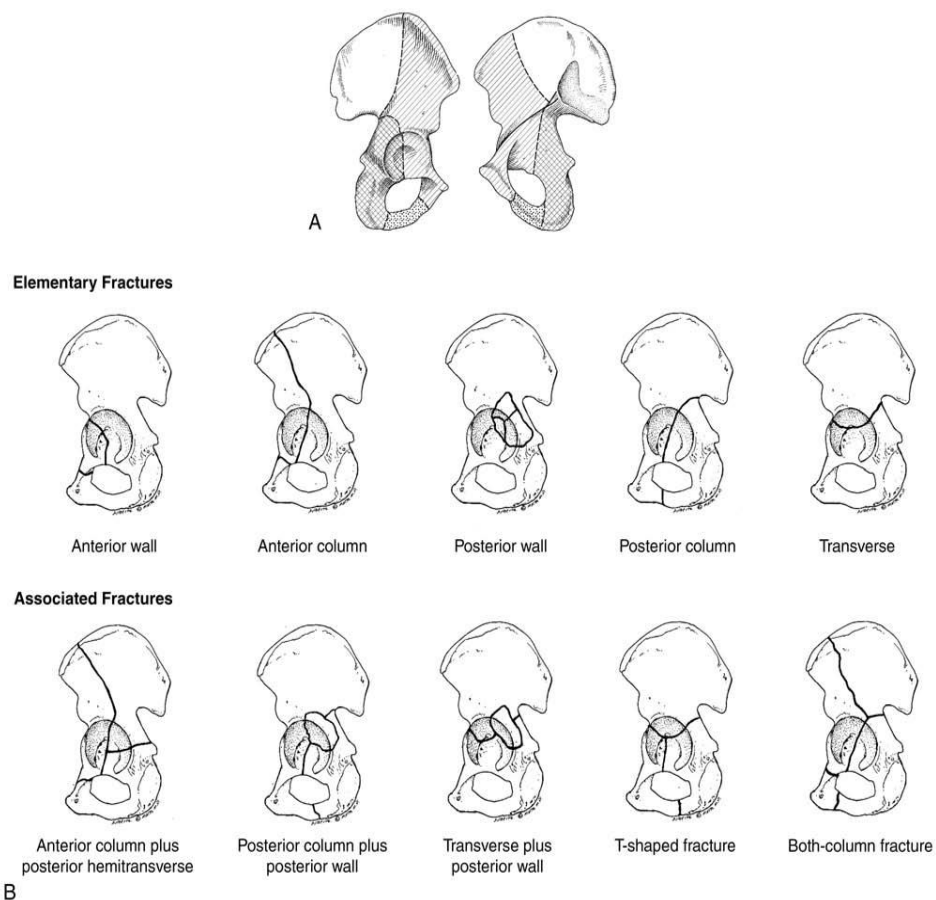 A
Elementary Fractures
Anterior wall
Anterior column
Posterior wall
Posterior column
Transverse
Associated Fractures
Anterior column plus
posterior hemitransverse
Posterior column plus
posterior wall
Transverse plus
posterior wall
T-shaped fracture
Both-column fracture
B